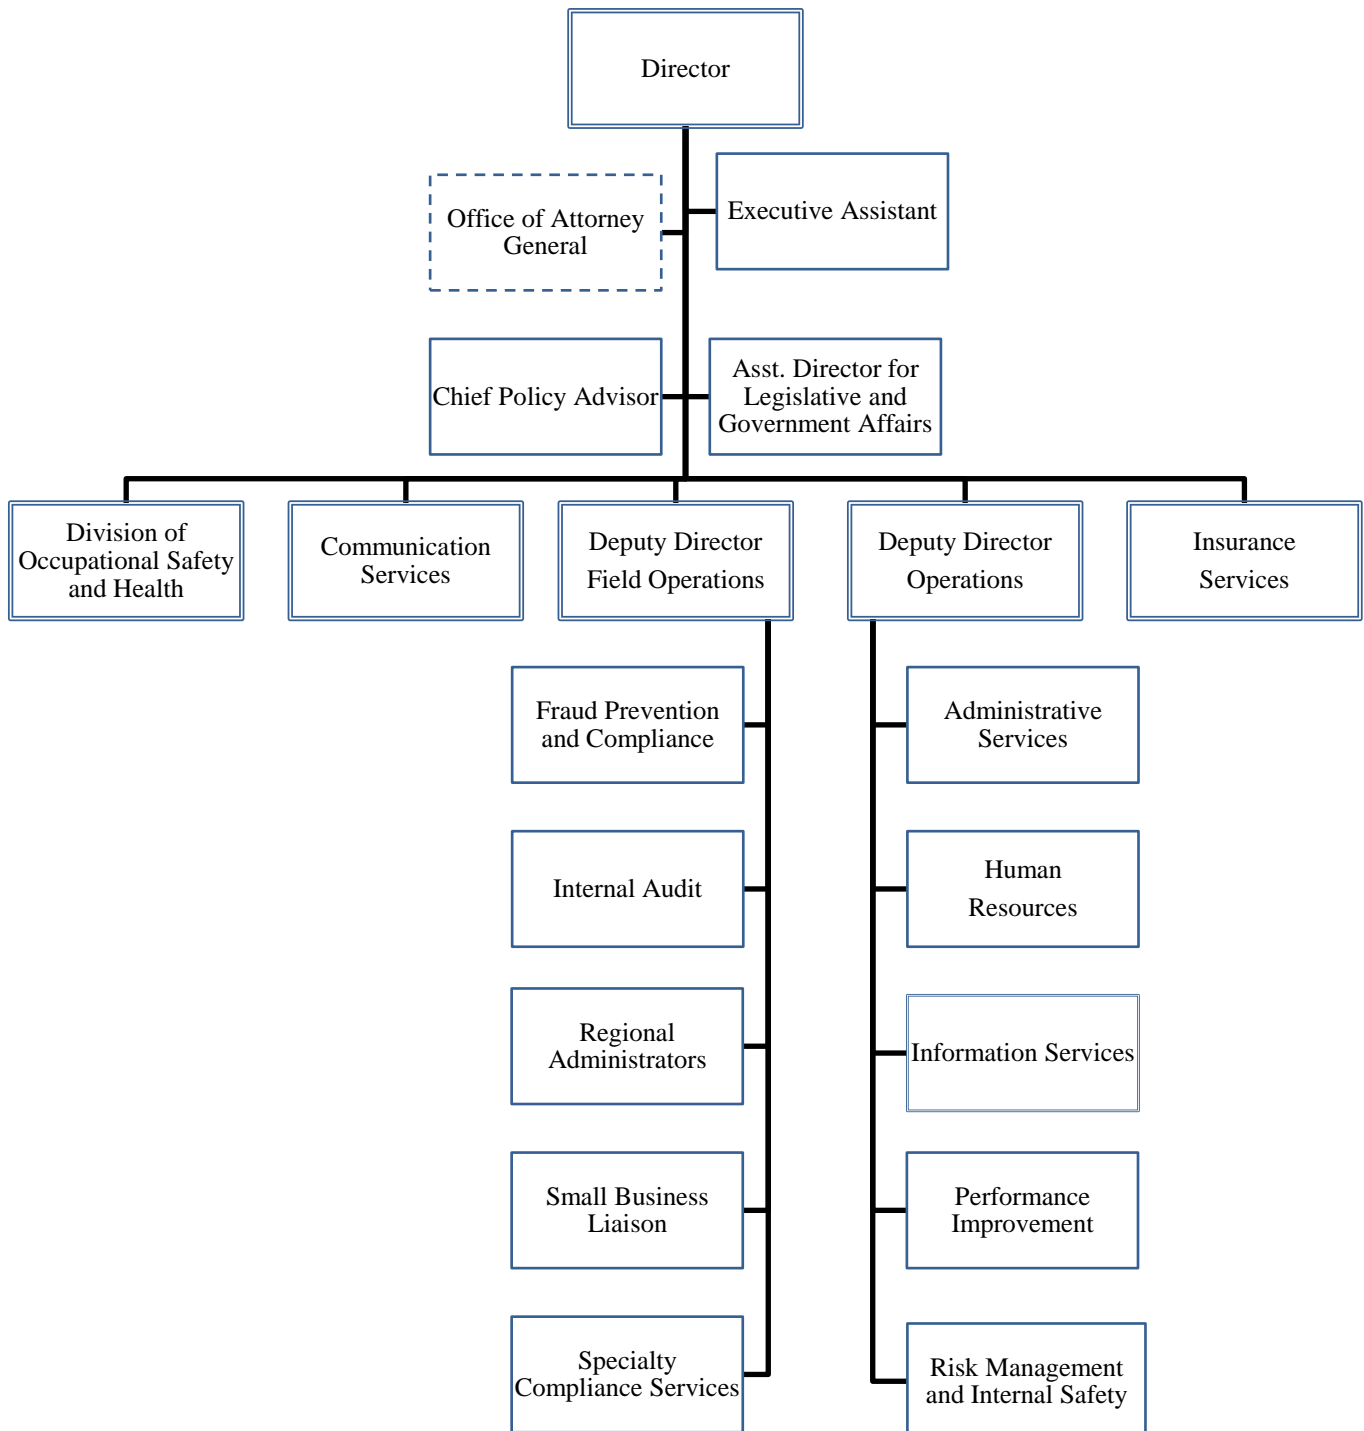 Director
Executive Assistant
Office of Attorney
General
Chief Policy Advisor
Asst. Director for
Legislative and
Government Affairs
Division of
Occupational Safety
and Health
Communication
Services
Deputy Director
Field Operations
Deputy Director
Operations
Insurance
Services
Fraud Prevention
and Compliance
Internal Audit
Regional
Administrators
Small Business
Liaison
Specialty
Compliance Services
Administrative
Services
Human
Resources
Information Services
Performance
Improvement
Risk Management
and Internal Safety